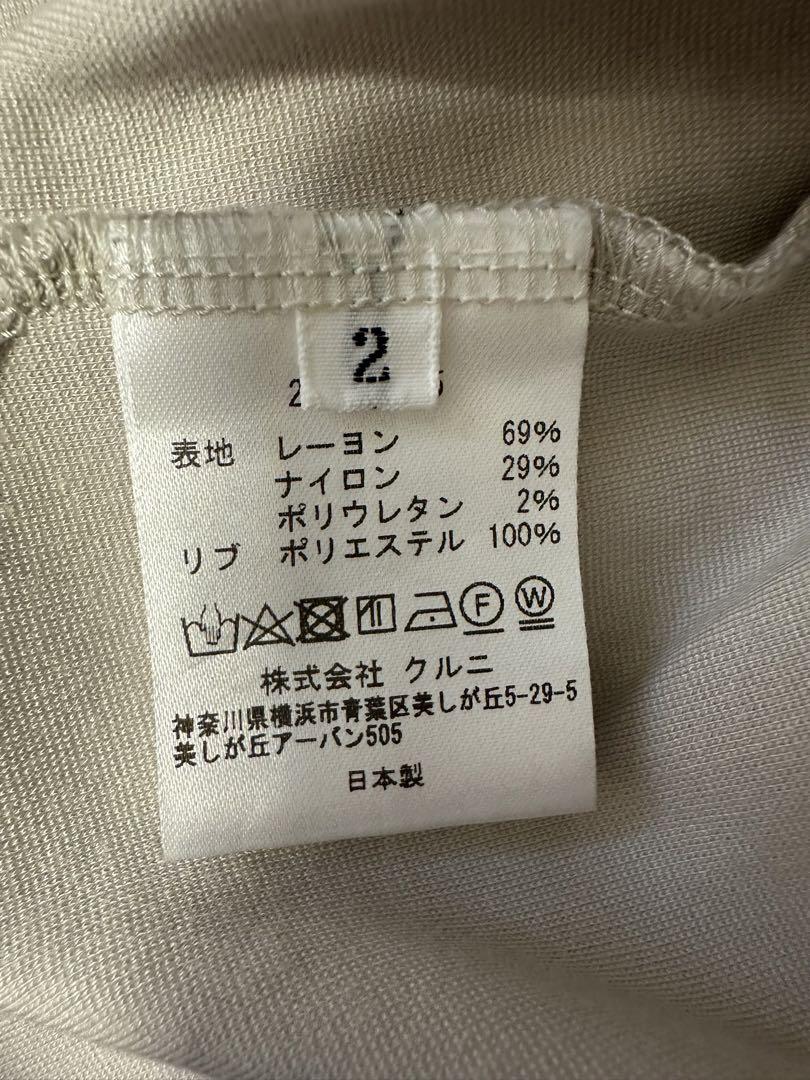 2
表地 レーヨン 69%
ナイロン 29%
ポリウレタン 2%
リブ ポリエステル 100%
F W
株式会社 クルニ
神奈川県横浜市青葉区美しが丘5-29-5
美しが丘アーバン505
日本製